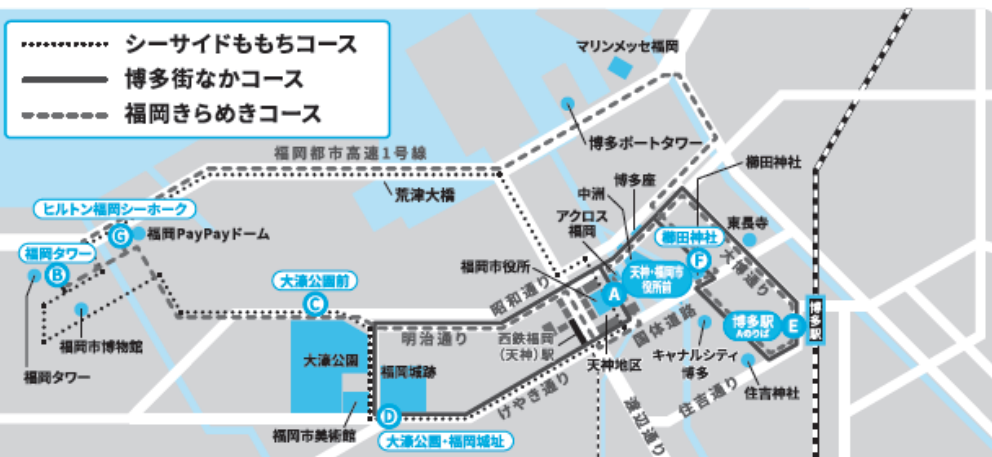 シーサイドももちコース
博多街なかコース
福岡きらめきコース
マリンメッセ福岡
博多ポートタワー
櫛田神社
福岡都市高速1号線
荒津大橋
博多座
中洲
アクロス
福岡
東長寺
ヒルトン福岡シーホーク
G
福岡PayPayドーム
福岡タワー
B
櫛田神社
F
福岡市役所
天神・福岡市
役所前
A
大博通り
大濠公園前
C
昭和通り
国体道路
博多駅
Aのりば
E
博多駅
明治通り
西鉄福岡
(天神)駅
天神地区
キャナルシティ
博多
福岡市博物館
福岡タワー
大濠公園
福岡城跡
けやき通り
渡辺通り
住吉通り
住吉神社
D
福岡市美術館
大濠公園・福岡城址